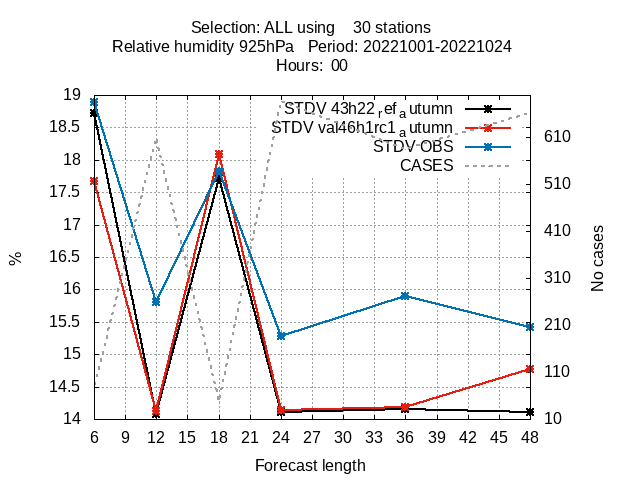 Selection: ALL using    30 stations
Relative humidity 925hPa   Period: 20221001-20221024
Hours:  00
STDV 43h22ref_autumn
STDV val46h1rc1autumn
STDV OBS
CASES
19
18.5
18
17.5
17
16.5
16
15.5
15
14.5
14
%
610
510
410
310
210
110
10
No cases
6 9 12 15 18 21 24 27 30 33 36 39 42 45 48
Forecast length